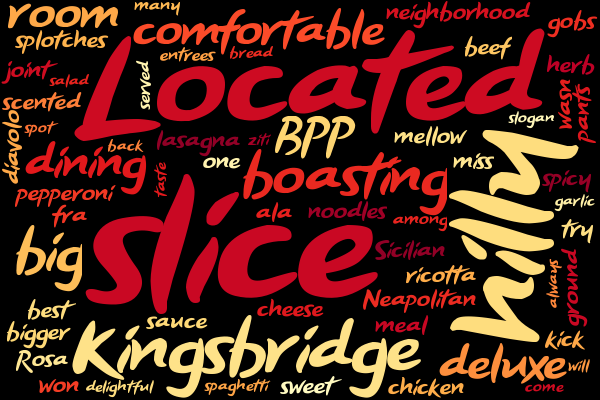 room
many
comfortable
neighborhood
gobs
splotches
entrees
bread
beef
joint
salad
served
Located
herb
scented
wasn
pants
diavolo
spot
back
lasagna
ziti
BPP
mellow
slogan
dining
taste
one
boasting
miss
hilly
spicy
pepperoni
garlic
fra
slice
ala
noodles
among
try
big
Sicilian
ricotta
always
ground
best
cheese
Neapolitan
bigger
sauce
meal
Rosa
Kingsbridge
kick
deluxe
will
won
delightful
spaghetti
sweet
chicken
come